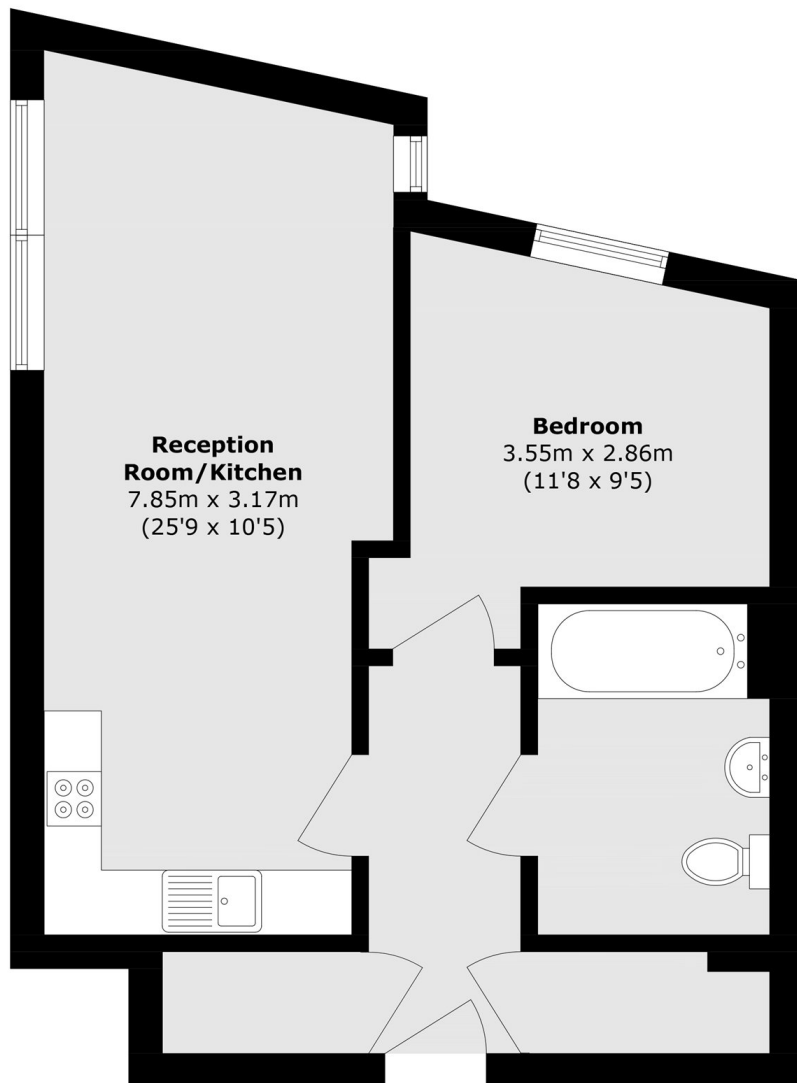 Reception
Room/Kitchen
7.85m x 3.17m
(25'9 x 10'5)
Bedroom
3.55m x 2.86m
(11'8 x 9'5)